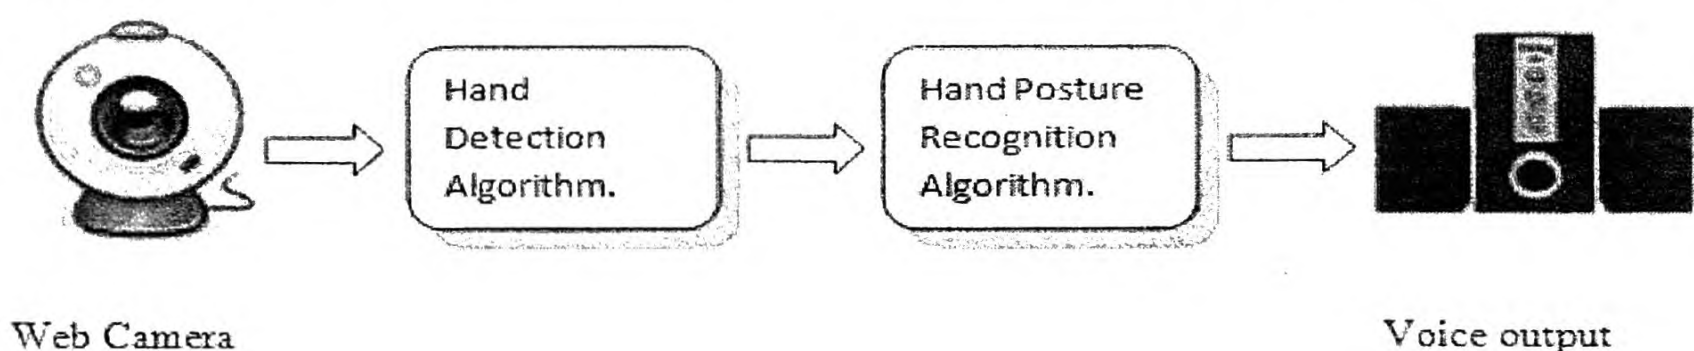 Hand
Detection
Algorithm.
Hand Posture
Recognition
Algorithm.
Web Camera
Voice output